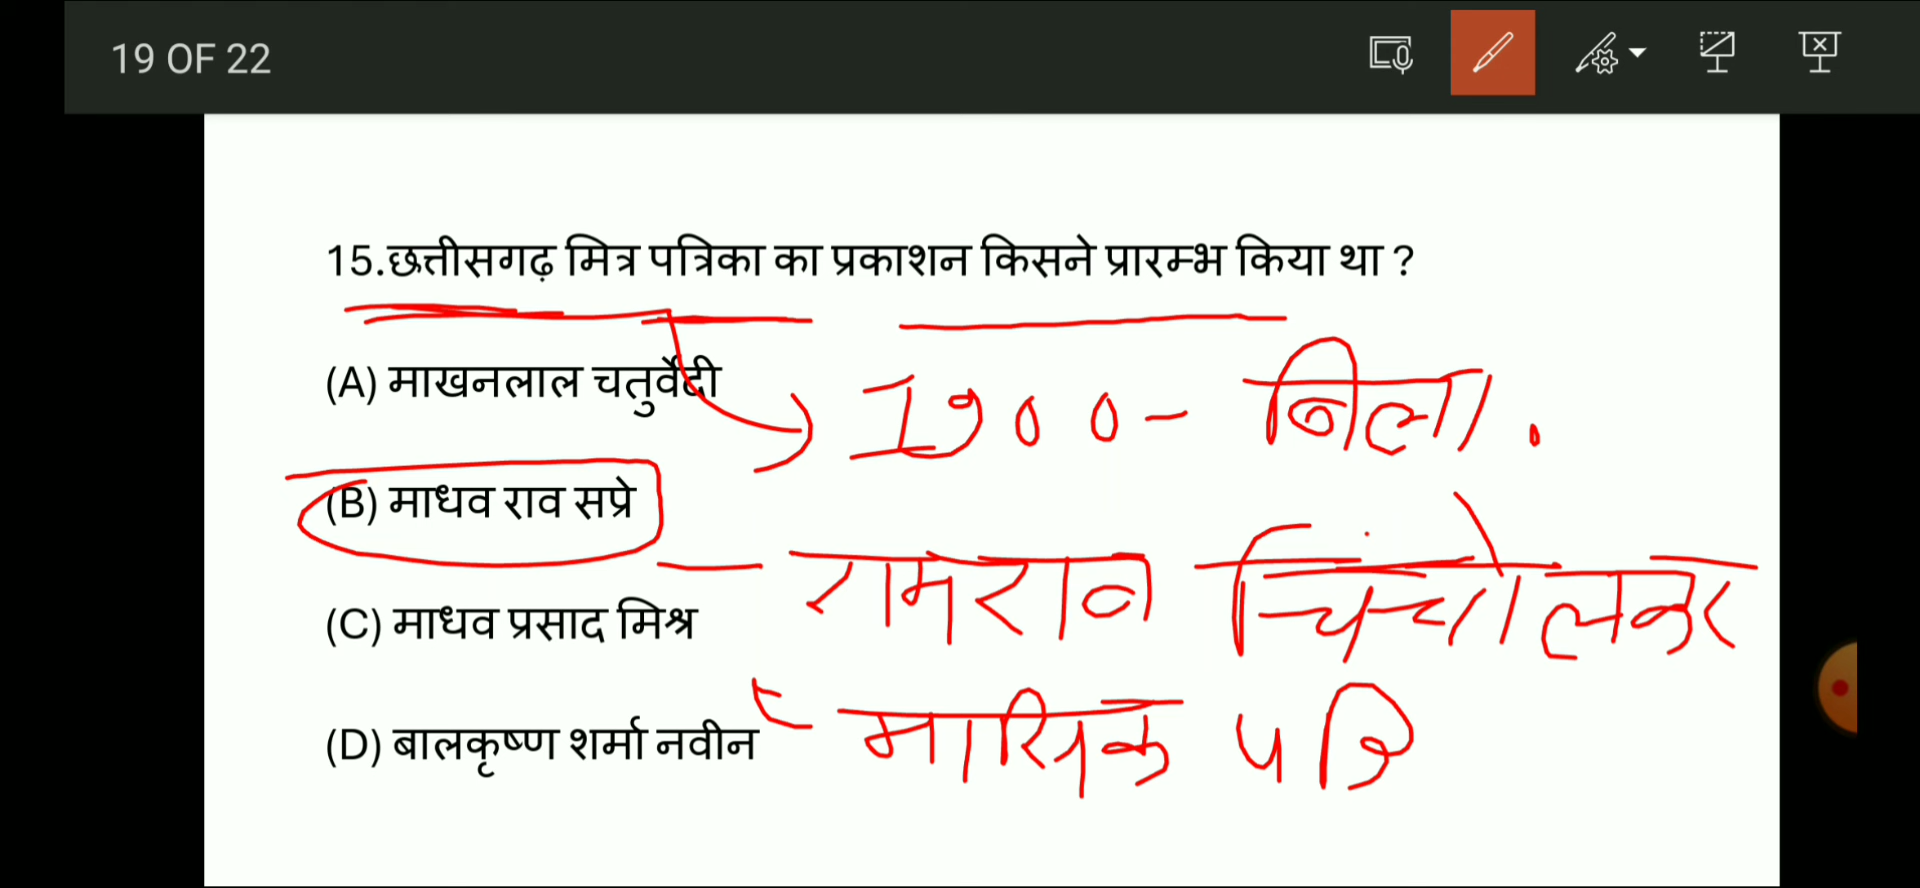 19 OF 22
15.छत्तीसगढ़ मित्र पत्रिका का प्रकाशन किसने प्रारम्भ किया था ?
(A) माखनलाल चतुर्वेदी
1900 - जिला.
(B) माधव राव सप्रे
- रामराव चिंचोलकर
(C) माधव प्रसाद मिश्र
(D) बालकृष्ण शर्मा नवीन
मासिक पत्रि